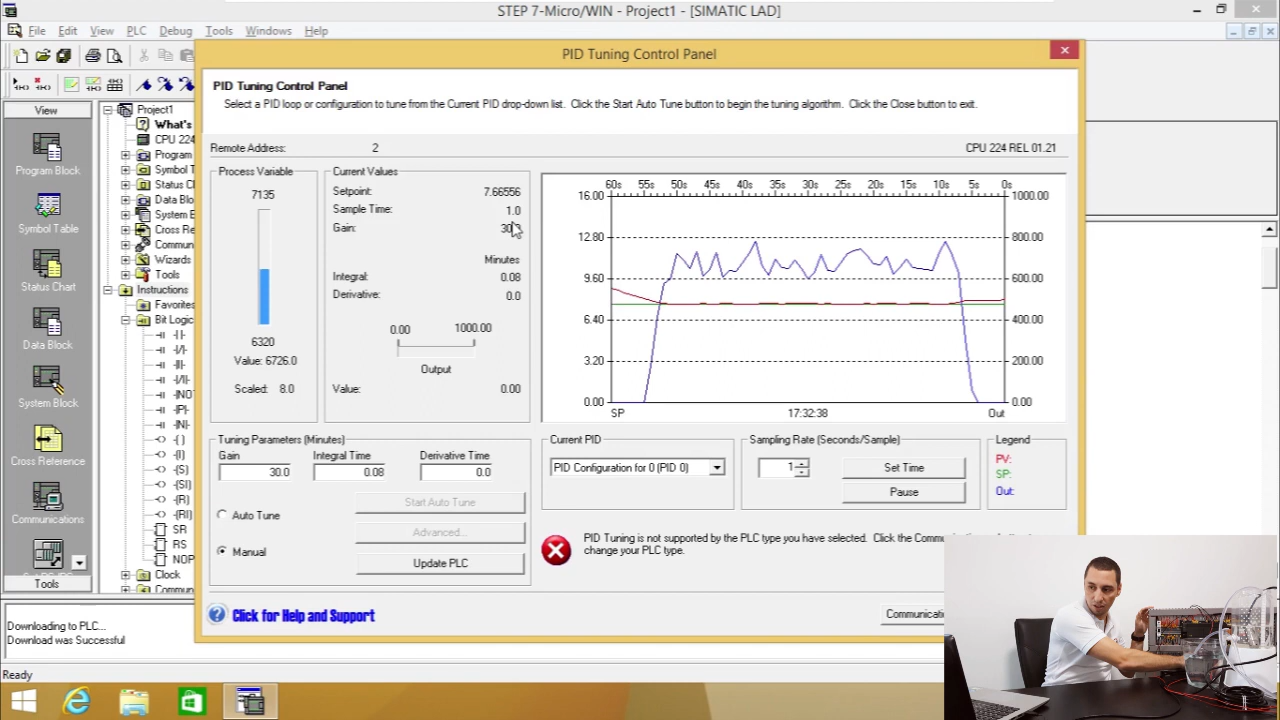 STEP 7-Micro/WIN - Project1 - [SIMATIC LAD]
File Edit View PLC Debug Tools Windows Help
View
Program Block
Symbol Table
Status Chart
Data Block
System Block
Cross Reference
Communications
Tools
Project1
What's
CPU 224
Program
Symbol T
Status C
Data Blo
System B
Cross Re
Commun
Wizards
Tools
Instructions
Favorites
Bit Logic
SR
RS
NOP
Clock
Commun
PID Tuning Control Panel
PID Tuning Control Panel
Select a PID loop or configuration to tune from the Current PID drop-down list. Click the Start Auto Tune button to begin the tuning algorithm. Click the Close button to exit.
Remote Address: 2 CPU 224 REL 01.21
Process Variable
7135
6320
Value: 6726.0
Scaled: 8.0
Current Values
Setpoint: 7.66556
Sample Time: 1.0
Gain:
Minutes
Integral: 0.08
Derivative: 0.0
0.00 1000.00
Output
Value: 0.00
60s 55s 50s 45s 40s 35s 30s 25s 20s 15s 10s 5s 0s
16.00 1000.00
12.80 800.00
9.60 600.00
6.40 400.00
3.20 200.00
0.00 0.00
SP 17:32:38 Out
Tuning Parameters (Minutes)
Gain Integral Time Derivative Time
30.0 0.08 0.0
Auto Tune
Manual
Start Auto Tune
Advanced...
Update PLC
Current PID
PID Configuration for 0 (PID 0)
Sampling Rate (Seconds/Sample)
1
Set Time
Pause
Legend
PV:
SP:
Out:
PID Tuning is not supported by the PLC type you have selected. Click the
change your PLC type.
Click for Help and Support
Communicati
Downloading to PLC...
Download was Successful
Ready